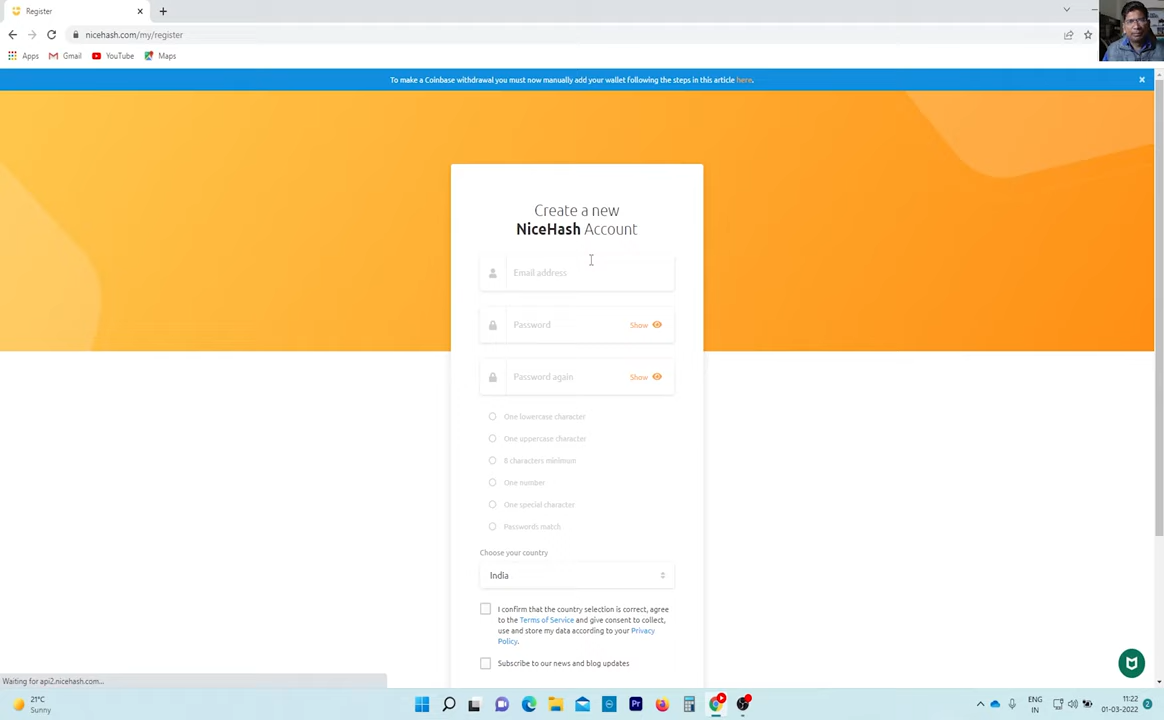 Register
nicehash.com/my/register
Apps Gmail YouTube Maps
To make a Coinbase withdrawal you must now manually add your wallet following the steps in this article here.
Create a new
NiceHash Account
Email address
Password Show
Password again Show
One lowercase character
One uppercase character
8 characters minimum
One number
One special character
Passwords match
Choose your country
India
I confirm that the country selection is correct, agree
to the Terms of Service and give consent to collect,
use and store my data according to your Privacy
Policy.
Subscribe to our news and blog updates
Waiting for api2.nicehash.com...
21°C
Sunny
ENG
IN
11:22
01-03-2022
2